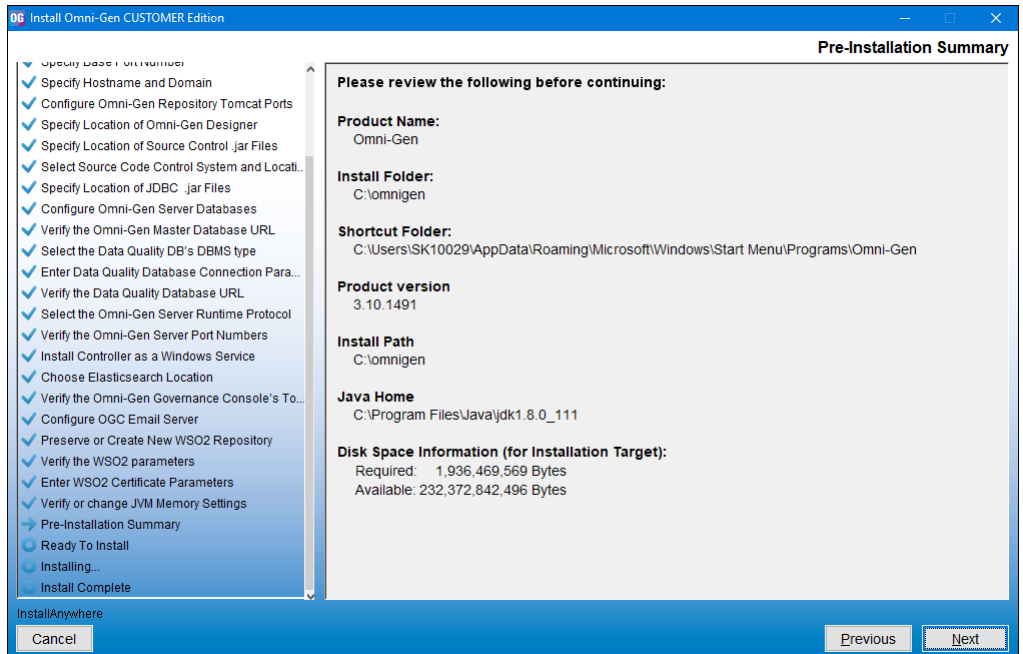 OG Install Omni-Gen CUSTOMER Edition
Pre-Installation Summary
Specify Base Port Number
Specify Hostname and Domain
Configure Omni-Gen Repository Tomcat Ports
Specify Location of Omni-Gen Designer
Specify Location of Source Control .jar Files
Select Source Code Control System and Locati...
Specify Location of JDBC .jar Files
Configure Omni-Gen Server Databases
Verify the Omni-Gen Master Database URL
Select the Data Quality DB's DBMS type
Enter Data Quality Database Connection Para...
Verify the Data Quality Database URL
Select the Omni-Gen Server Runtime Protocol
Verify the Omni-Gen Server Port Numbers
Install Controller as a Windows Service
Choose Elasticsearch Location
Verify the Omni-Gen Governance Console's To...
Configure OGC Email Server
Preserve or Create New WSO2 Repository
Verify the WSO2 parameters
Enter WSO2 Certificate Parameters
Verify or change JVM Memory Settings
Pre-Installation Summary
Ready To Install
Installing...
Install Complete
Please review the following before continuing:
Product Name:
Omni-Gen
Install Folder:
C:\omnigen
Shortcut Folder:
C:\Users\SK10029\AppData\Roaming\Microsoft\Windows\Start Menu\Programs\Omni-Gen
Product version
3.10.1491
Install Path
C:\omnigen
Java Home
C:\Program Files\Java\jdk1.8.0_111
Disk Space Information (for Installation Target):
Required: 1,936,469,569 Bytes
Available: 232,372,842,496 Bytes
InstallAnywhere
Cancel
Previous
Next